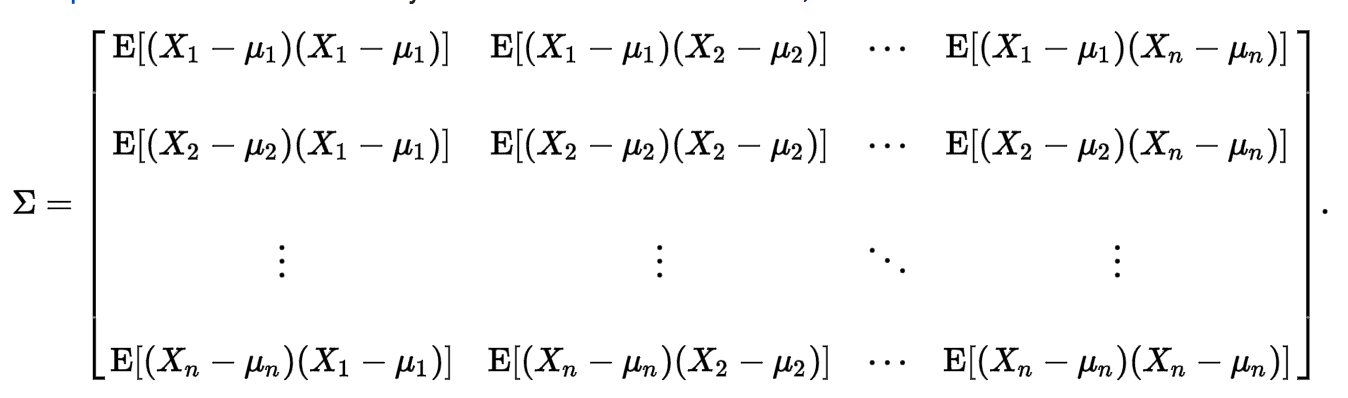 E[(X₁ − μ₁)(X₁ − μ₁)] E[(X₁ − μ₁)(X₂ − μ₂)] ⋯ E[(X₁ − μ₁)(Xₙ − μₙ)]
E[(X₂ − μ₂)(X₁ − μ₁)] E[(X₂ − μ₂)(X₂ − μ₂)] ⋯ E[(X₂ − μ₂)(Xₙ − μₙ)]
Σ = .
⋮ ⋮ ⋱ ⋮
E[(Xₙ − μₙ)(X₁ − μ₁)] E[(Xₙ − μₙ)(X₂ − μ₂)] ⋯ E[(Xₙ − μₙ)(Xₙ − μₙ)]